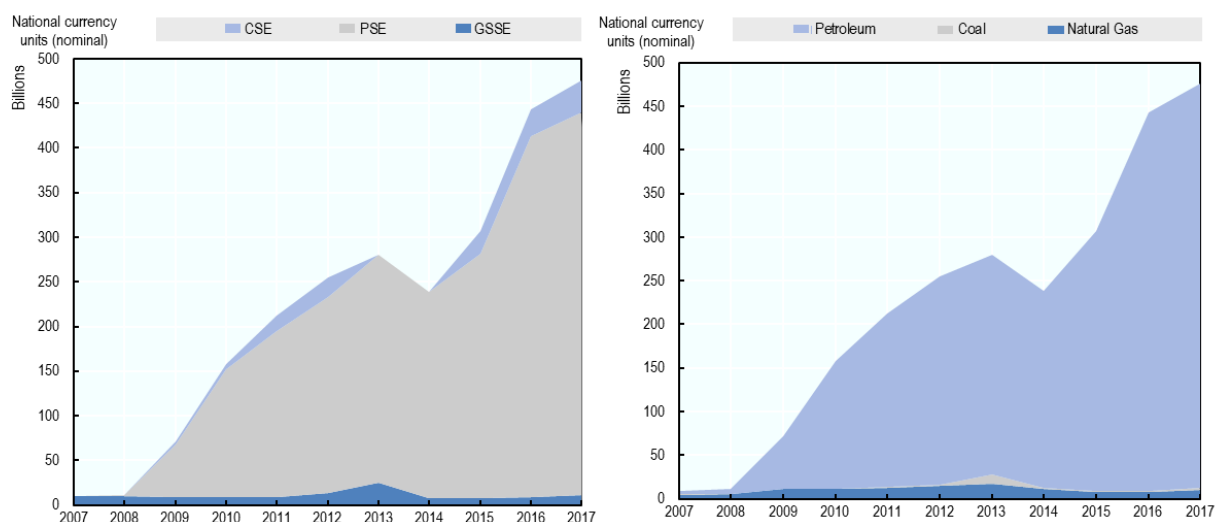 National currency
units (nominal)
CSE PSE GSSE
Billions
500
450
400
350
300
250
200
150
100
50
0
2007 2008 2009 2010 2011 2012 2013 2014 2015 2016 2017
National currency
units (nominal)
Petroleum Coal Natural Gas
Billions
500
450
400
350
300
250
200
150
100
50
0
2007 2008 2009 2010 2011 2012 2013 2014 2015 2016 2017